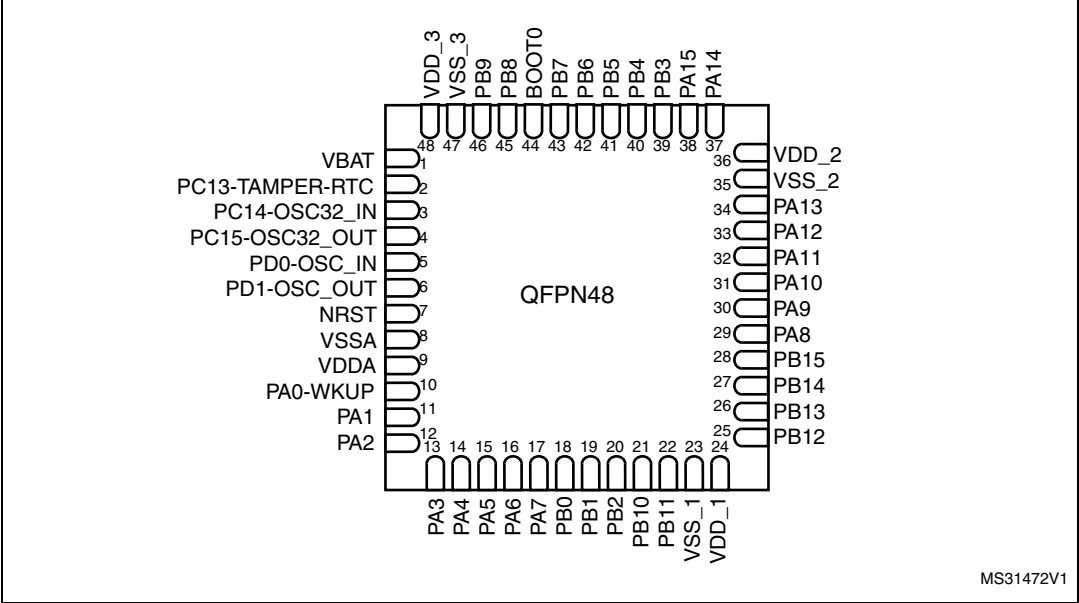 VDD_3
VSS_3
PB9
PB8
BOOT0
PB7
PB6
PB5
PB4
PB3
PA15
PA14
48 47 46 45 44 43 42 41 40 39 38 37
VBAT 1
PC13-TAMPER-RTC 2
PC14-OSC32_IN 3
PC15-OSC32_OUT 4
PD0-OSC_IN 5
PD1-OSC_OUT 6
NRST 7
VSSA 8
VDDA 9
PA0-WKUP 10
PA1 11
PA2 12
QFPN48
36 VDD_2
35 VSS_2
34 PA13
33 PA12
32 PA11
31 PA10
30 PA9
29 PA8
28 PB15
27 PB14
26 PB13
25 PB12
13 14 15 16 17 18 19 20 21 22 23 24
PA3
PA4
PA5
PA6
PA7
PB0
PB1
PB2
PB10
PB11
VSS_1
VDD_1
MS31472V1